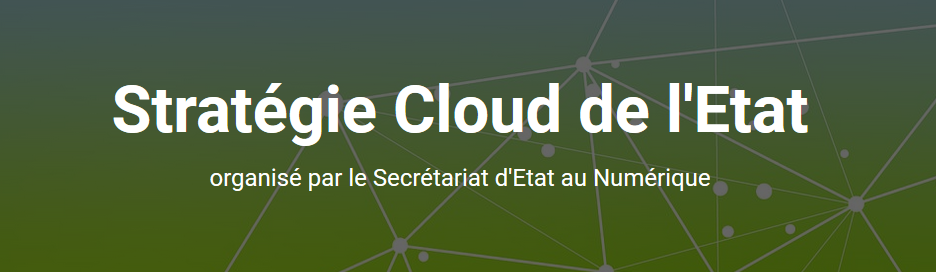 Stratégie Cloud de l'Etat
organisé par le Secrétariat d'Etat au Numérique